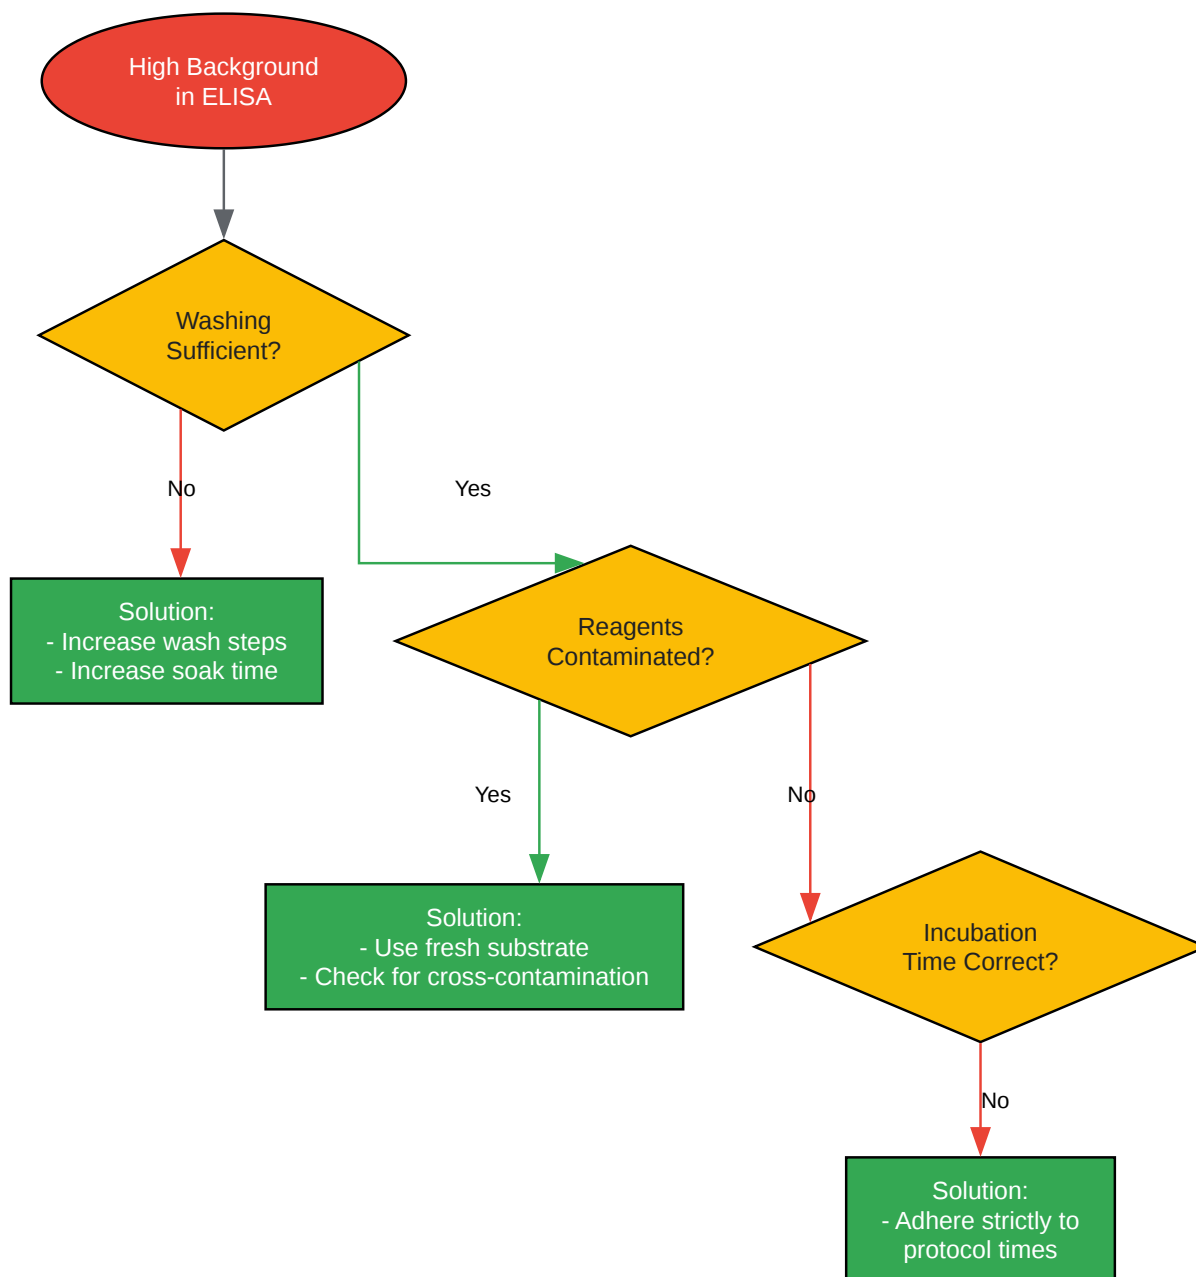 High Background
in ELISA
Washing
Sufficient?
No
Yes
Solution:
- Increase wash steps
- Increase soak time
Reagents
Contaminated?
Yes
No
Solution:
- Use fresh substrate
- Check for cross-contamination
Incubation
Time Correct?
No
Solution:
- Adhere strictly to
protocol times